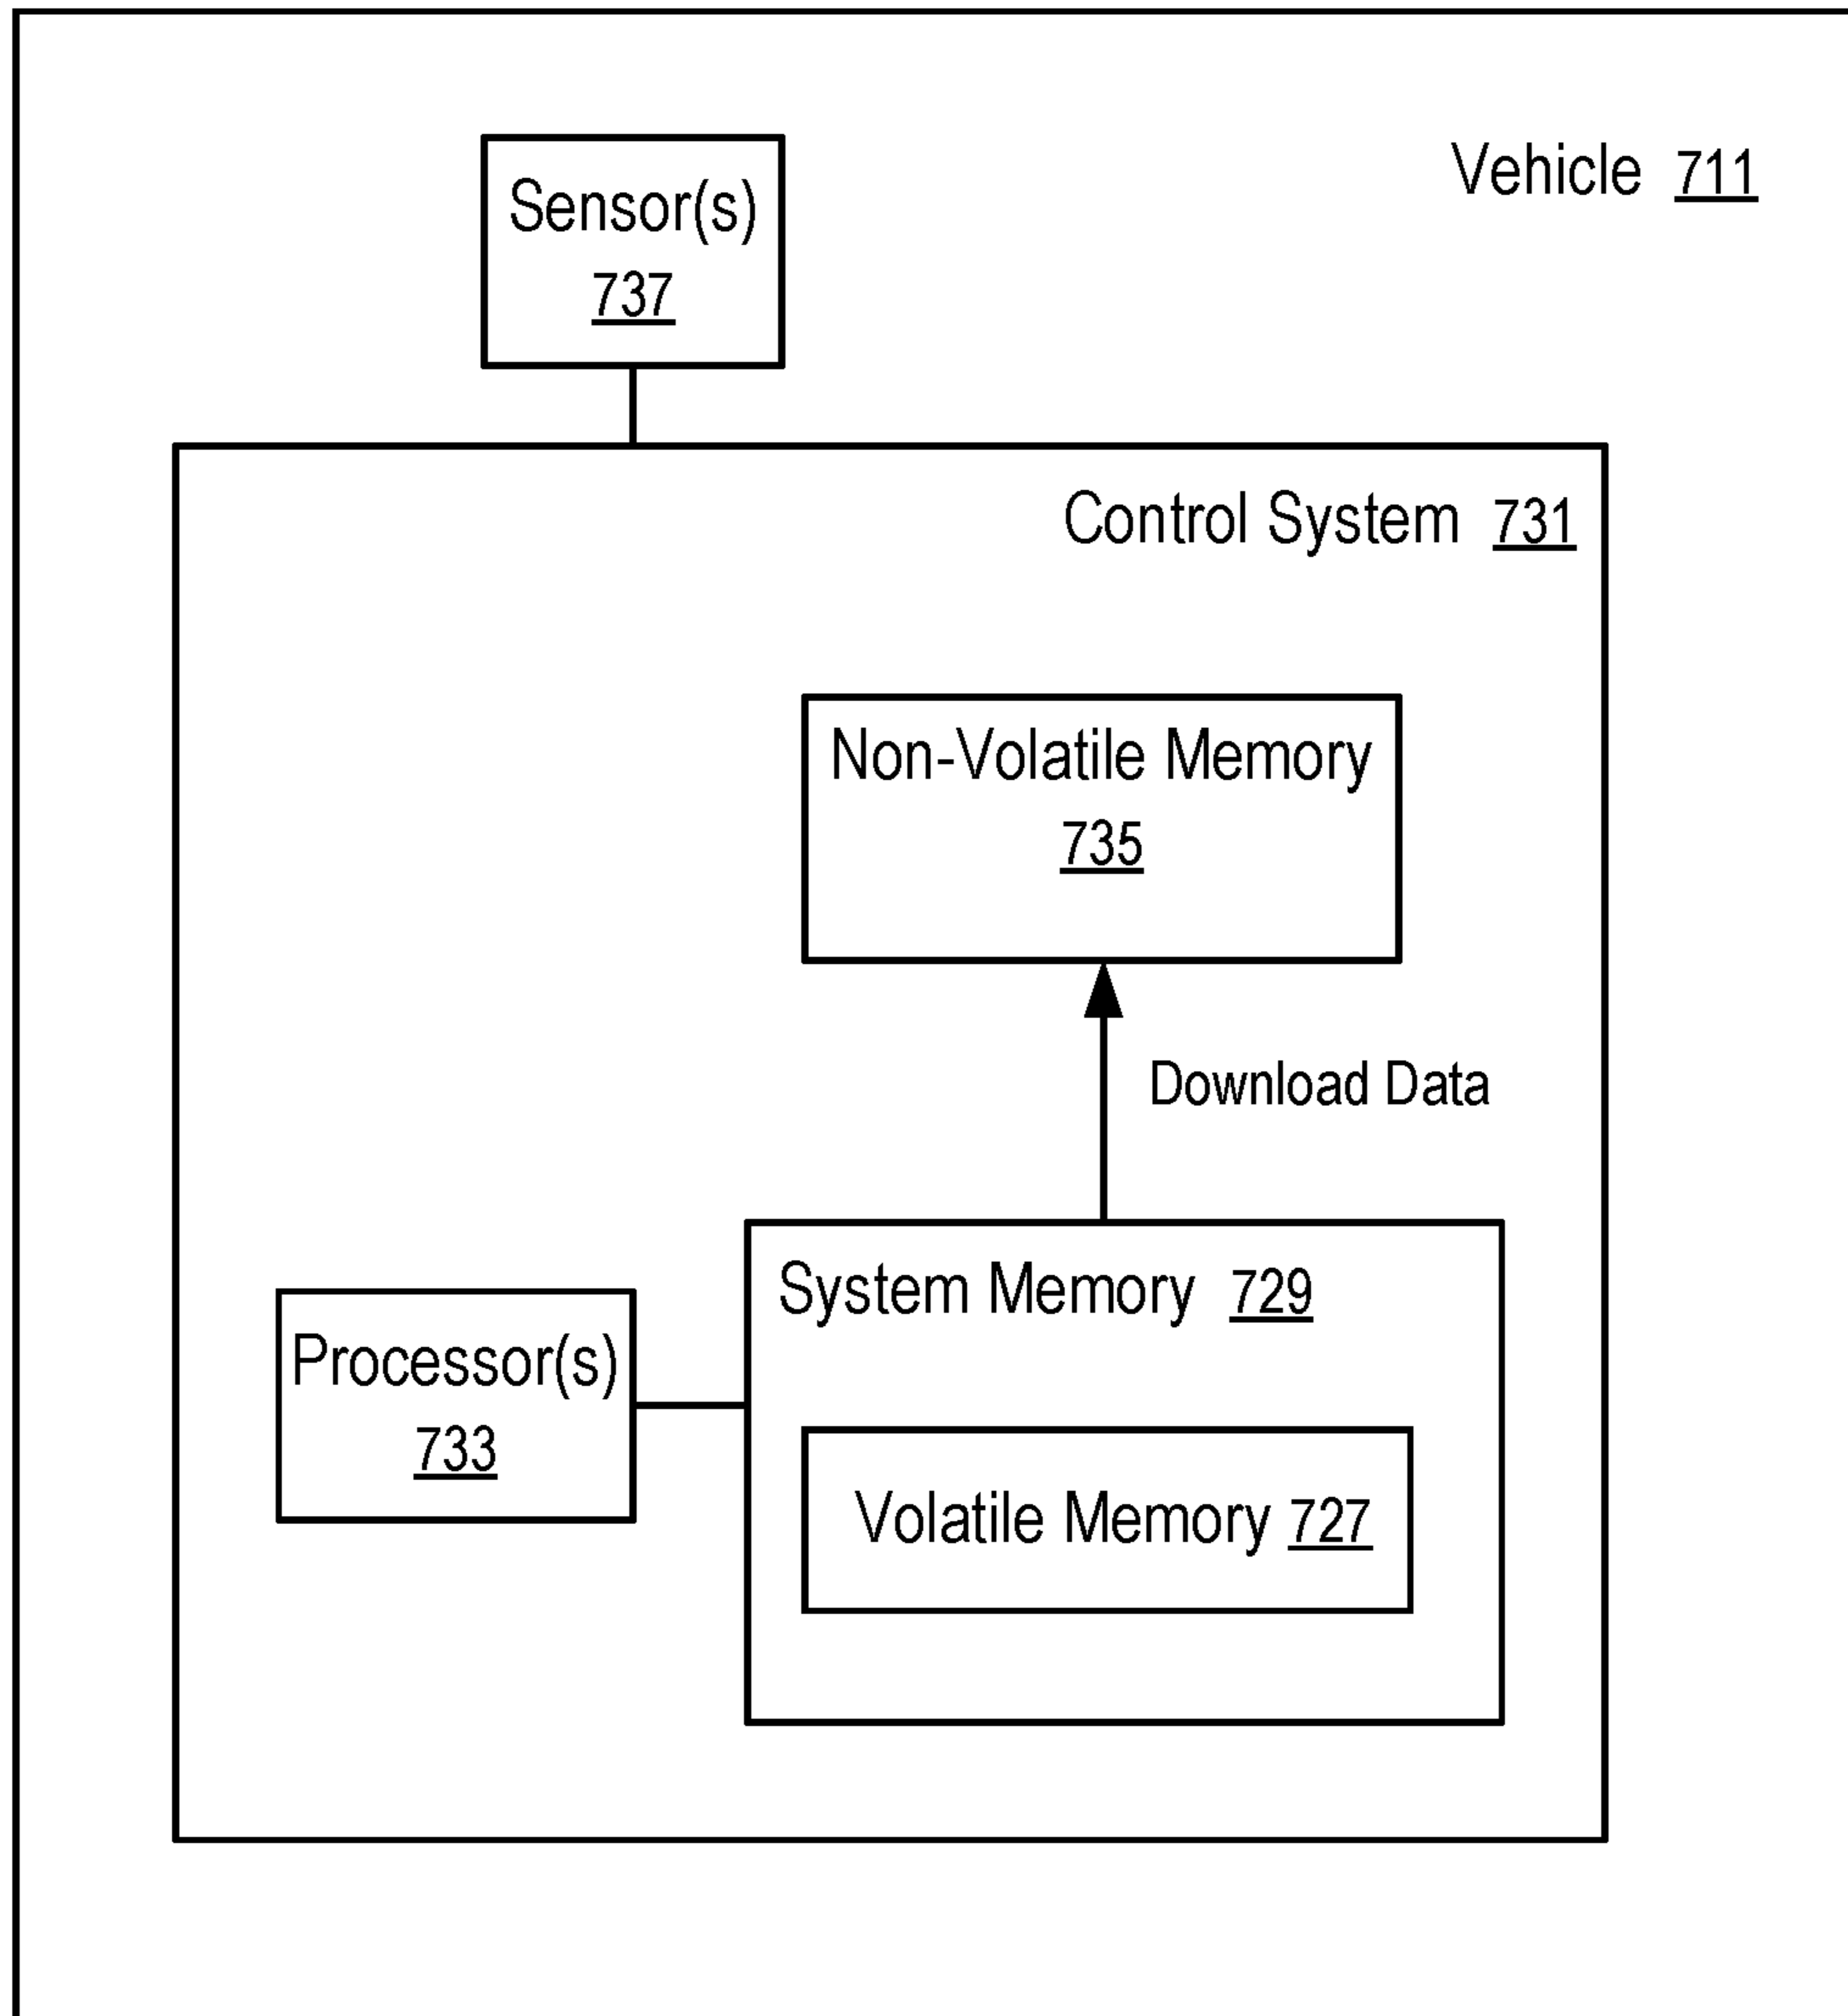 Vehicle 711
Sensor(s)
737
Control System 731
Non-Volatile Memory
735
Download Data
System Memory 729
Processor(s)
733
Volatile Memory 727